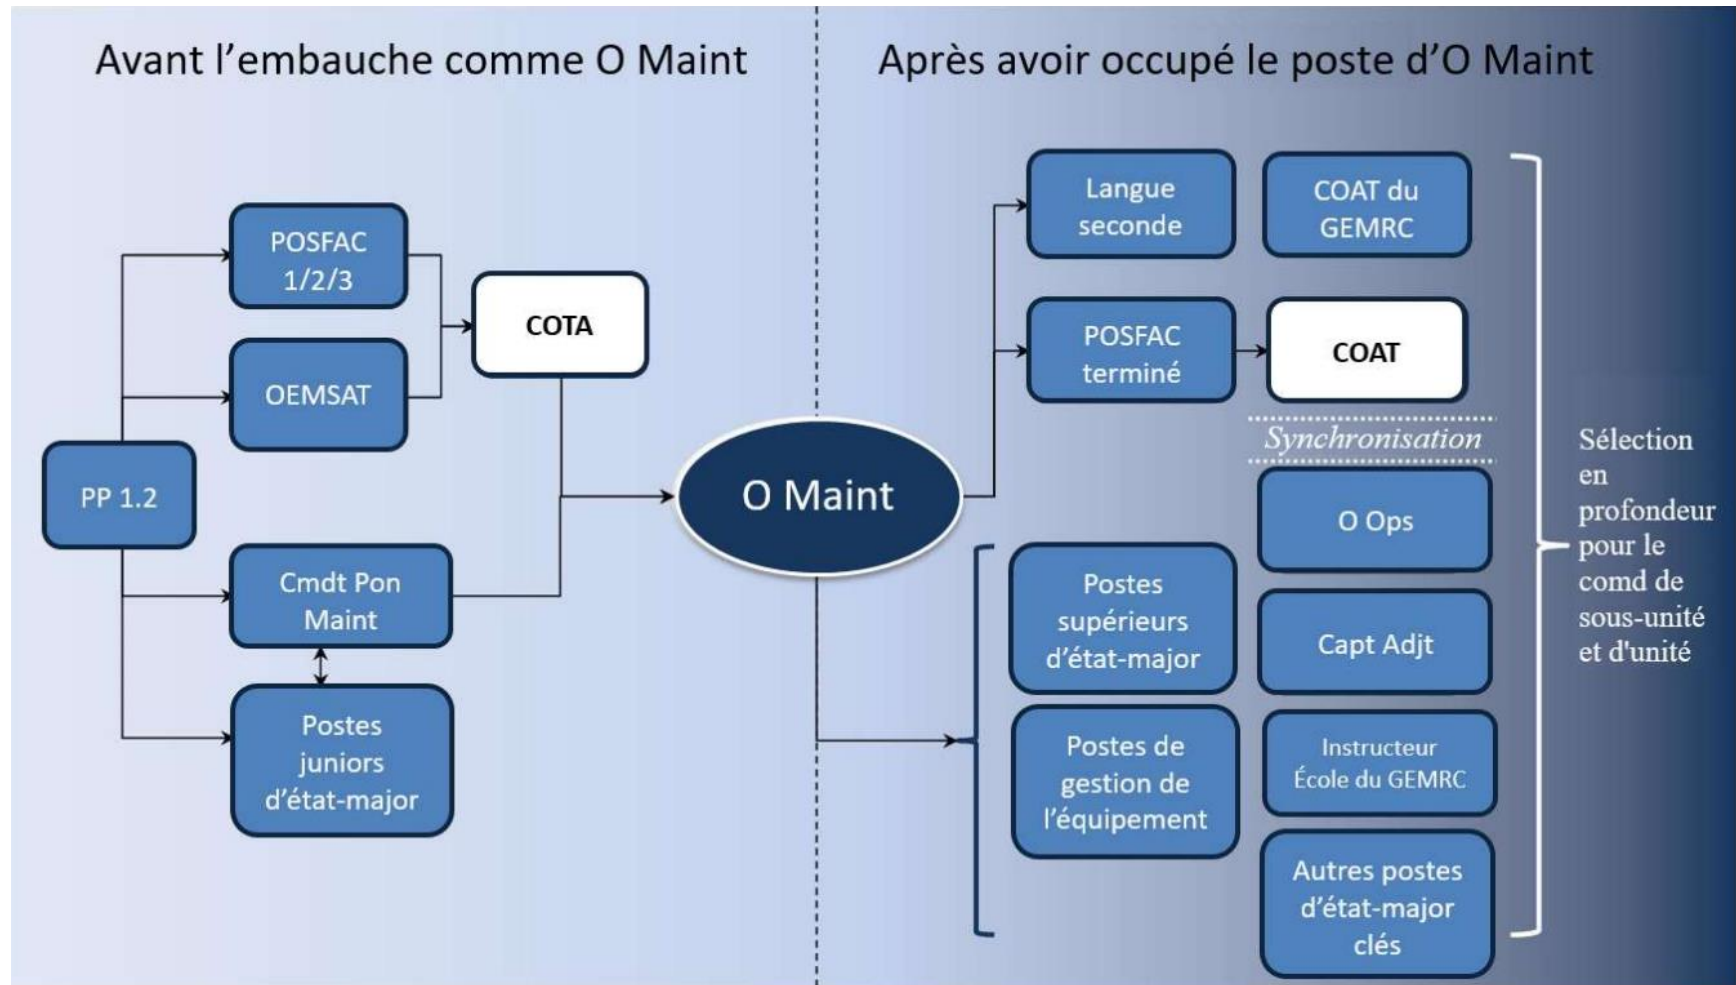 Avant l’embauche comme O Maint
Après avoir occupé le poste d’O Maint
POSFAC
1/2/3
OEMSAT
COTA
PP 1.2
Cmdt Pon
Maint
Postes
juniors
d’état-major
O Maint
Langue
seconde
COAT du
GEMRC
POSFAC
terminé
COAT
Synchronisation
O Ops
Postes
supérieurs
d’état-major
Capt Adjt
Postes de
gestion de
l’équipement
Instructeur
École du GEMRC
Autres postes
d’état-major
clés
Sélection
en
profondeur
pour le
comd de
sous-unité
et d'unité